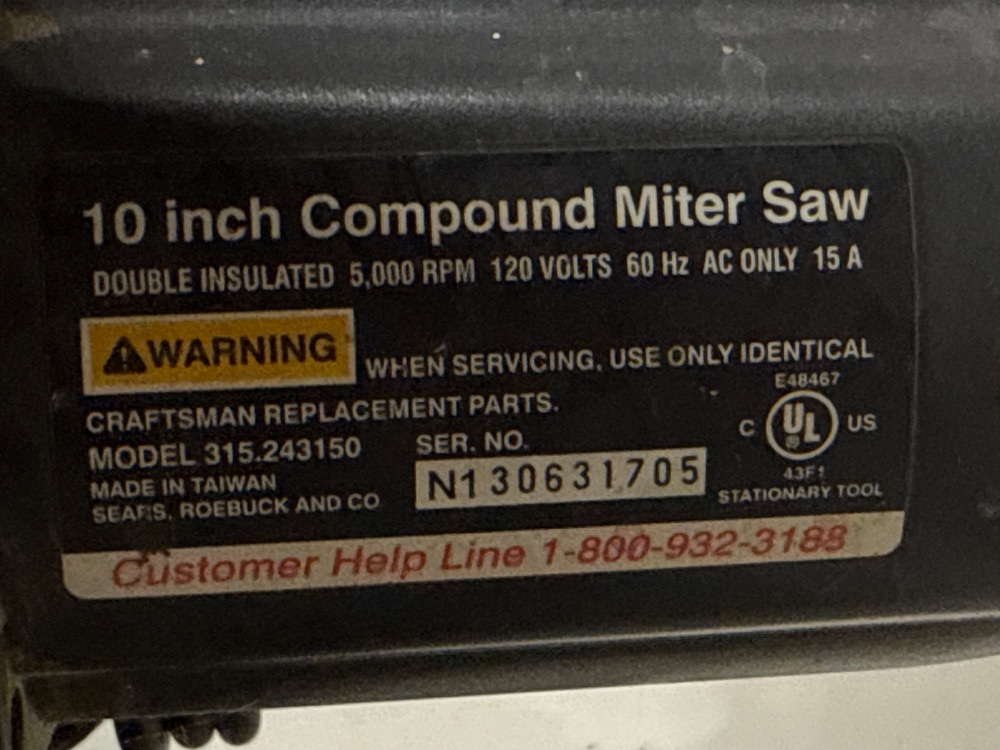 10 inch Compound Miter Saw
DOUBLE INSULATED 5,000 RPM 120 VOLTS 60 Hz AC ONLY 15 A
WARNING WHEN SERVICING, USE ONLY IDENTICAL
CRAFTSMAN REPLACEMENT PARTS.
MODEL 315.243150
MADE IN TAIWAN
SEARS, ROEBUCK AND CO
SER. NO.
N130631705
E48467
C UL® US
43F1
STATIONARY TOOL
Customer Help Line 1-800-932-3188